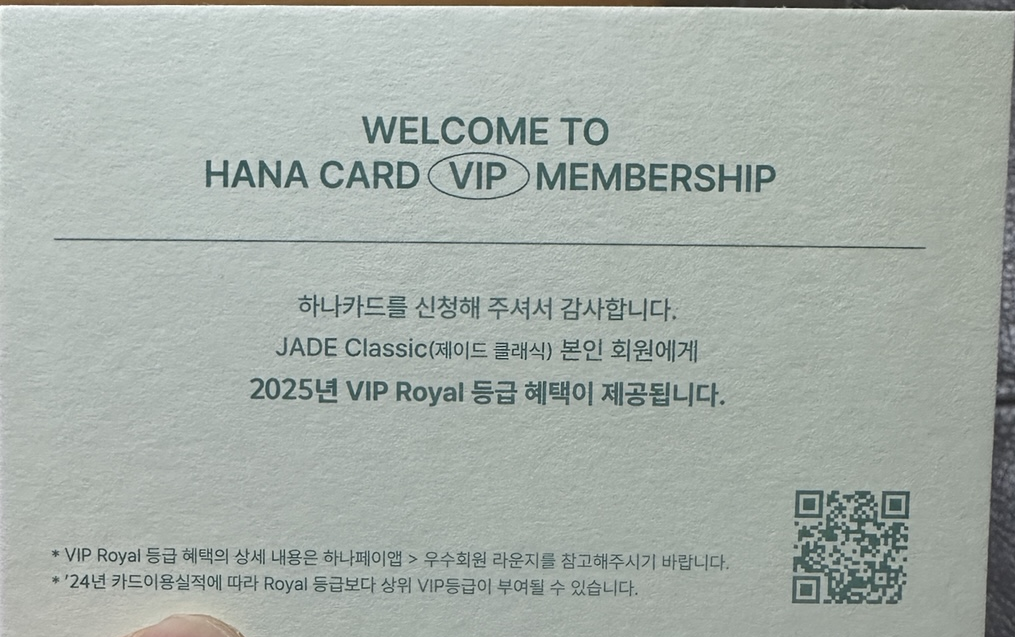 WELCOME TO
HANA CARD VIP MEMBERSHIP
하나카드를 신청해 주셔서 감사합니다.
JADE Classic(제이드 클래식) 본인 회원에게
2025년 VIP Royal 등급 혜택이 제공됩니다.
* VIP Royal 등급 혜택의 상세 내용은 하나페이앱 > 우수회원 라운지를 참고해주시기 바랍니다.
* '24년 카드이용실적에 따라 Royal 등급보다 상위 VIP등급이 부여될 수 있습니다.